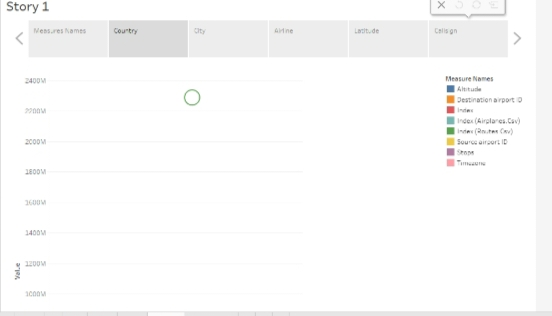 Story 1
Measures Names
Country
City
Airline
Latitude
Callsign
2400M
2200M
2000M
1800M
1600M
1400M
1200M
1000M
Value
Measure Names
Altitude
Destination airport ID
Index
Index (Airplanes.Csv)
Index (Routes.Csv)
Source airport ID
Stops
Timezone